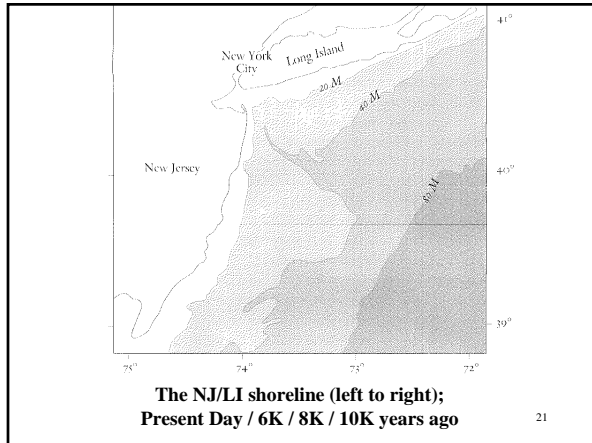 41°
New York
City
Long Island
20 M
40 M
New Jersey
40°
80 M
39°
75°
74°
73°
72°
The NJ/LI shoreline (left to right);
Present Day / 6K / 8K / 10K years ago
21